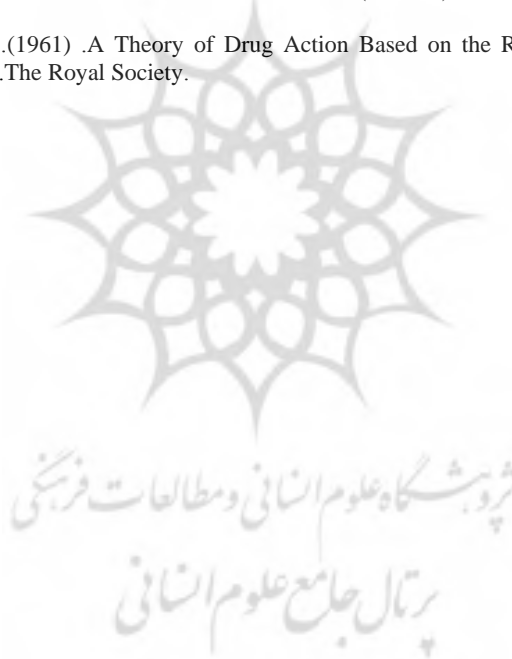 .(1961) .A Theory of Drug Action Based on the R
.The Royal Society.
پژوهشگاه علوم انسانی و مطالعات فرهنگی
پرتال جامع علوم انسانی